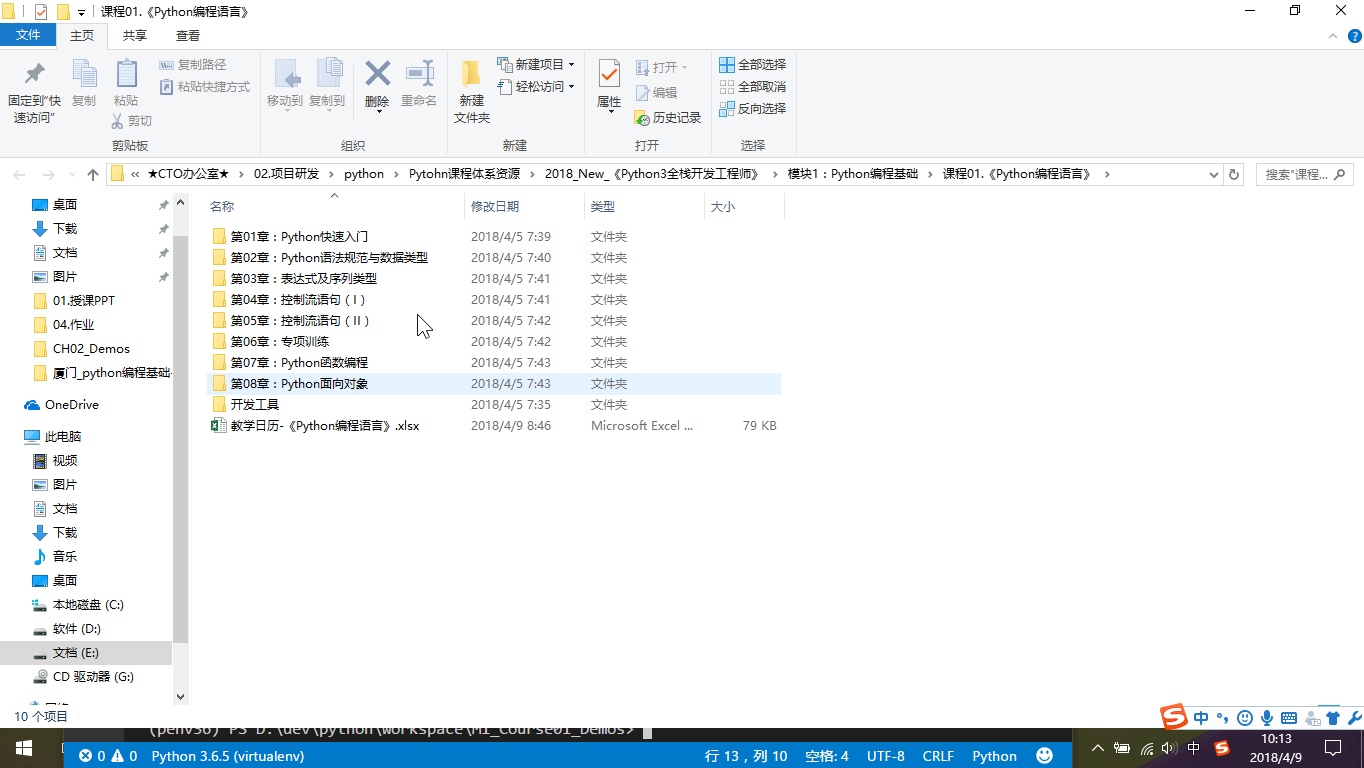 课程01.《Python编程语言》
文件 主页 共享 查看
固定到“快速访问” 复制 粘贴 复制路径 粘贴快捷方式 剪切 移动到 复制到 删除 重命名 新建文件夹 新建项目 轻松访问 属性 打开 编辑 历史记录 全部选择 全部取消 反向选择
剪贴板 组织 新建 打开 选择
« ★CTO办公室★ › 02.项目研发 › python › Pytohn课程体系资源 › 2018_New_《Python3全栈开发工程师》 › 模块1：Python编程基础 › 课程01.《Python编程语言》 ›
搜索"课程...
桌面
下载
文档
图片
01.授课PPT
04.作业
CH02_Demos
厦门_python编程基础-
OneDrive
此电脑
视频
图片
文档
下载
音乐
桌面
本地磁盘 (C:)
软件 (D:)
文档 (E:)
CD 驱动器 (G:)
名称 修改日期 类型 大小
第01章：Python快速入门 2018/4/5 7:39 文件夹
第02章：Python语法规范与数据类型 2018/4/5 7:40 文件夹
第03章：表达式及序列类型 2018/4/5 7:41 文件夹
第04章：控制流语句（I） 2018/4/5 7:41 文件夹
第05章：控制流语句（II） 2018/4/5 7:42 文件夹
第06章：专项训练 2018/4/5 7:42 文件夹
第07章：Python函数编程 2018/4/5 7:43 文件夹
第08章：Python面向对象 2018/4/5 7:43 文件夹
开发工具 2018/4/5 7:35 文件夹
教学日历-《Python编程语言》.xlsx 2018/4/9 8:46 Microsoft Excel ... 79 KB
10 个项目
中
(penv36) PS D:\dev\python\workspace\M1_Course01_Demos>
0 0 Python 3.6.5 (virtualenv) 行 13，列 10 空格: 4 UTF-8 CRLF Python
中
10:13
2018/4/9